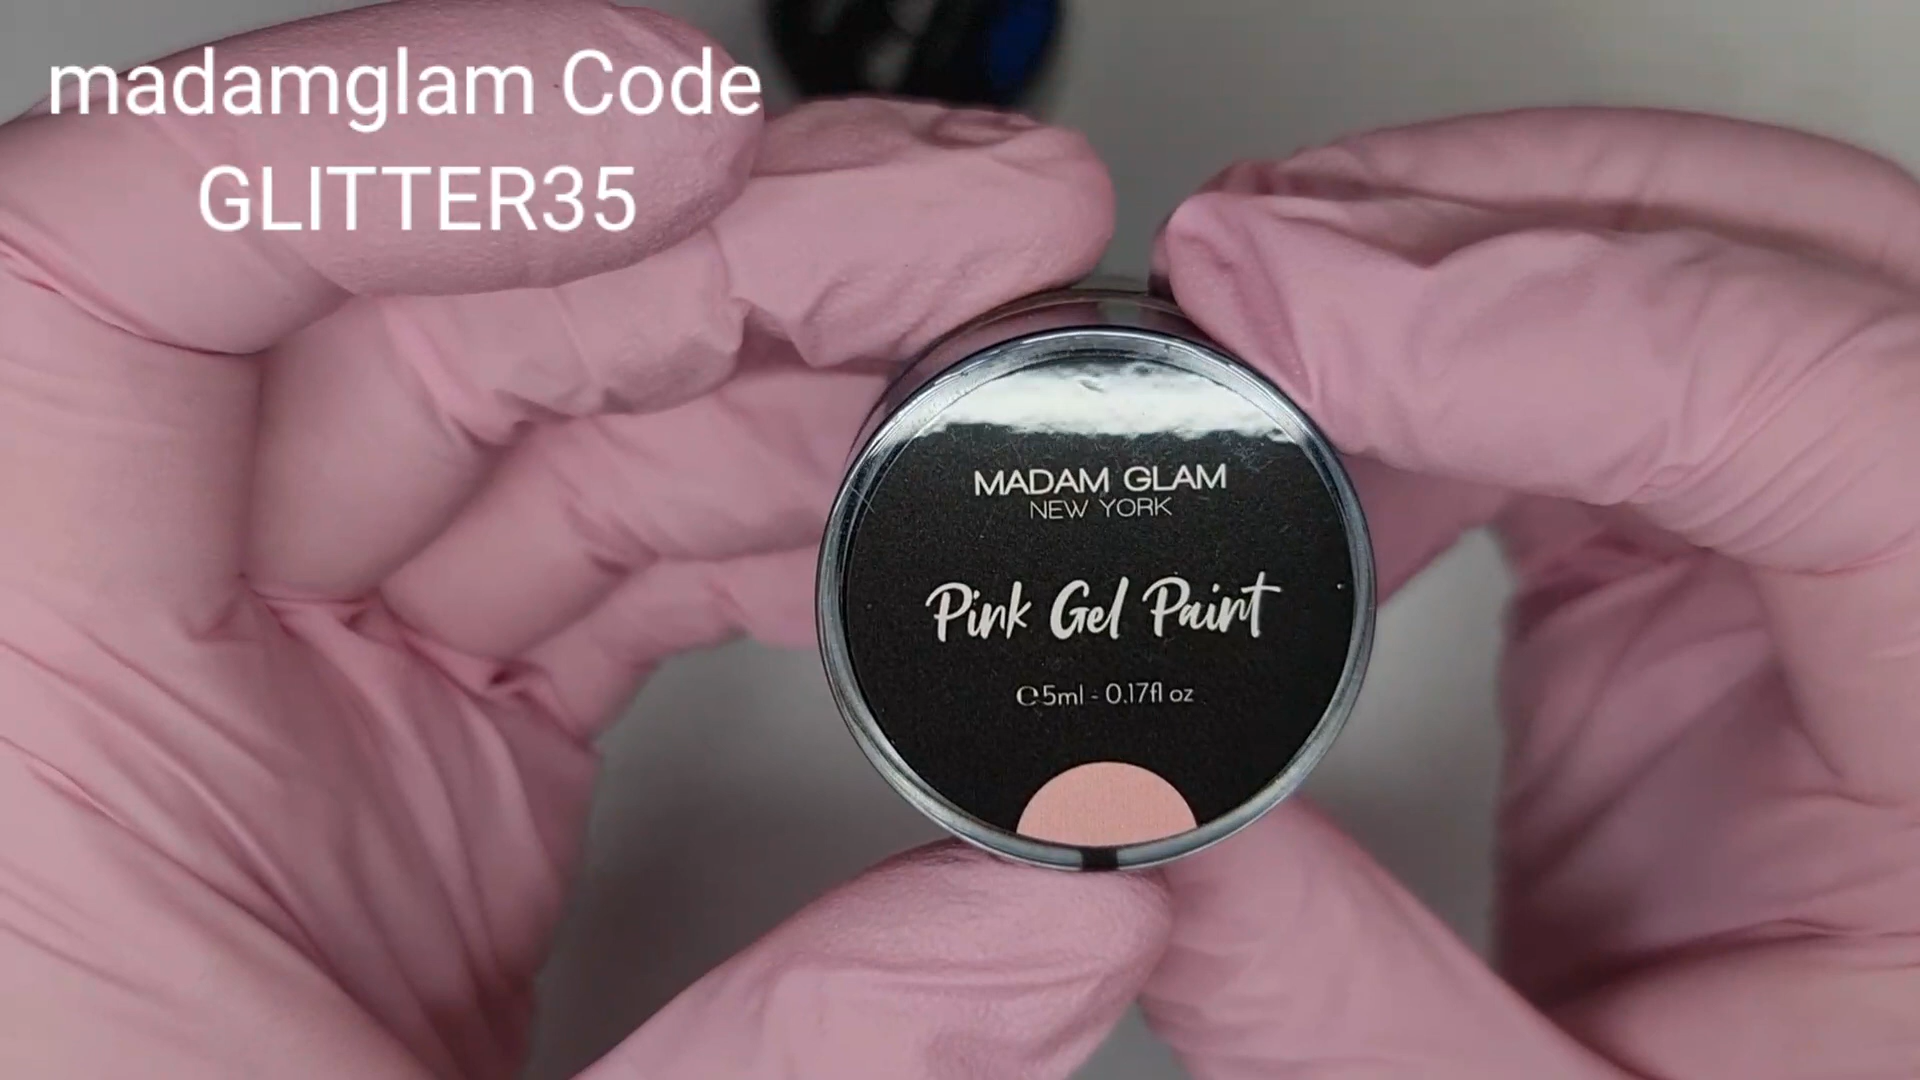 madamglam Code
GLITTER35
MADAM GLAM
NEW YORK
Pink Gel Paint
℮5ml - 0.17fl oz